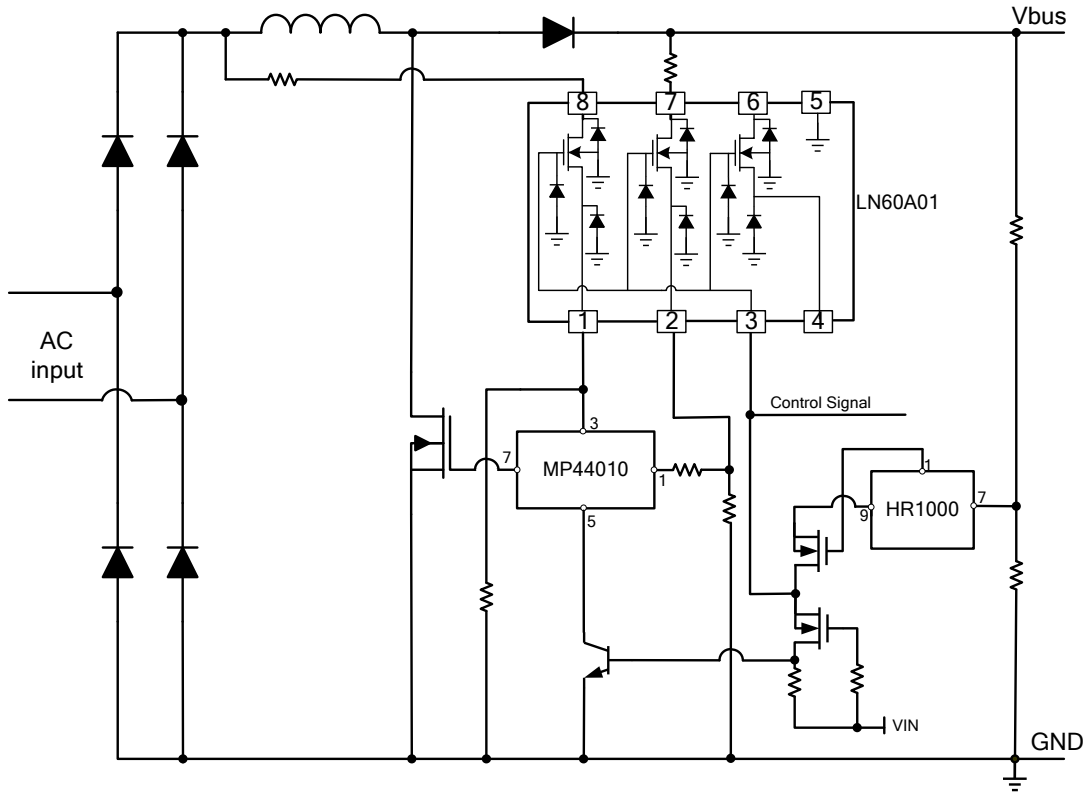 Vbus
8
7
6
5
LN60A01
1
2
3
4
AC
input
Control Signal
3
7
MP44010
1
5
1
9
HR1000
7
VIN
GND